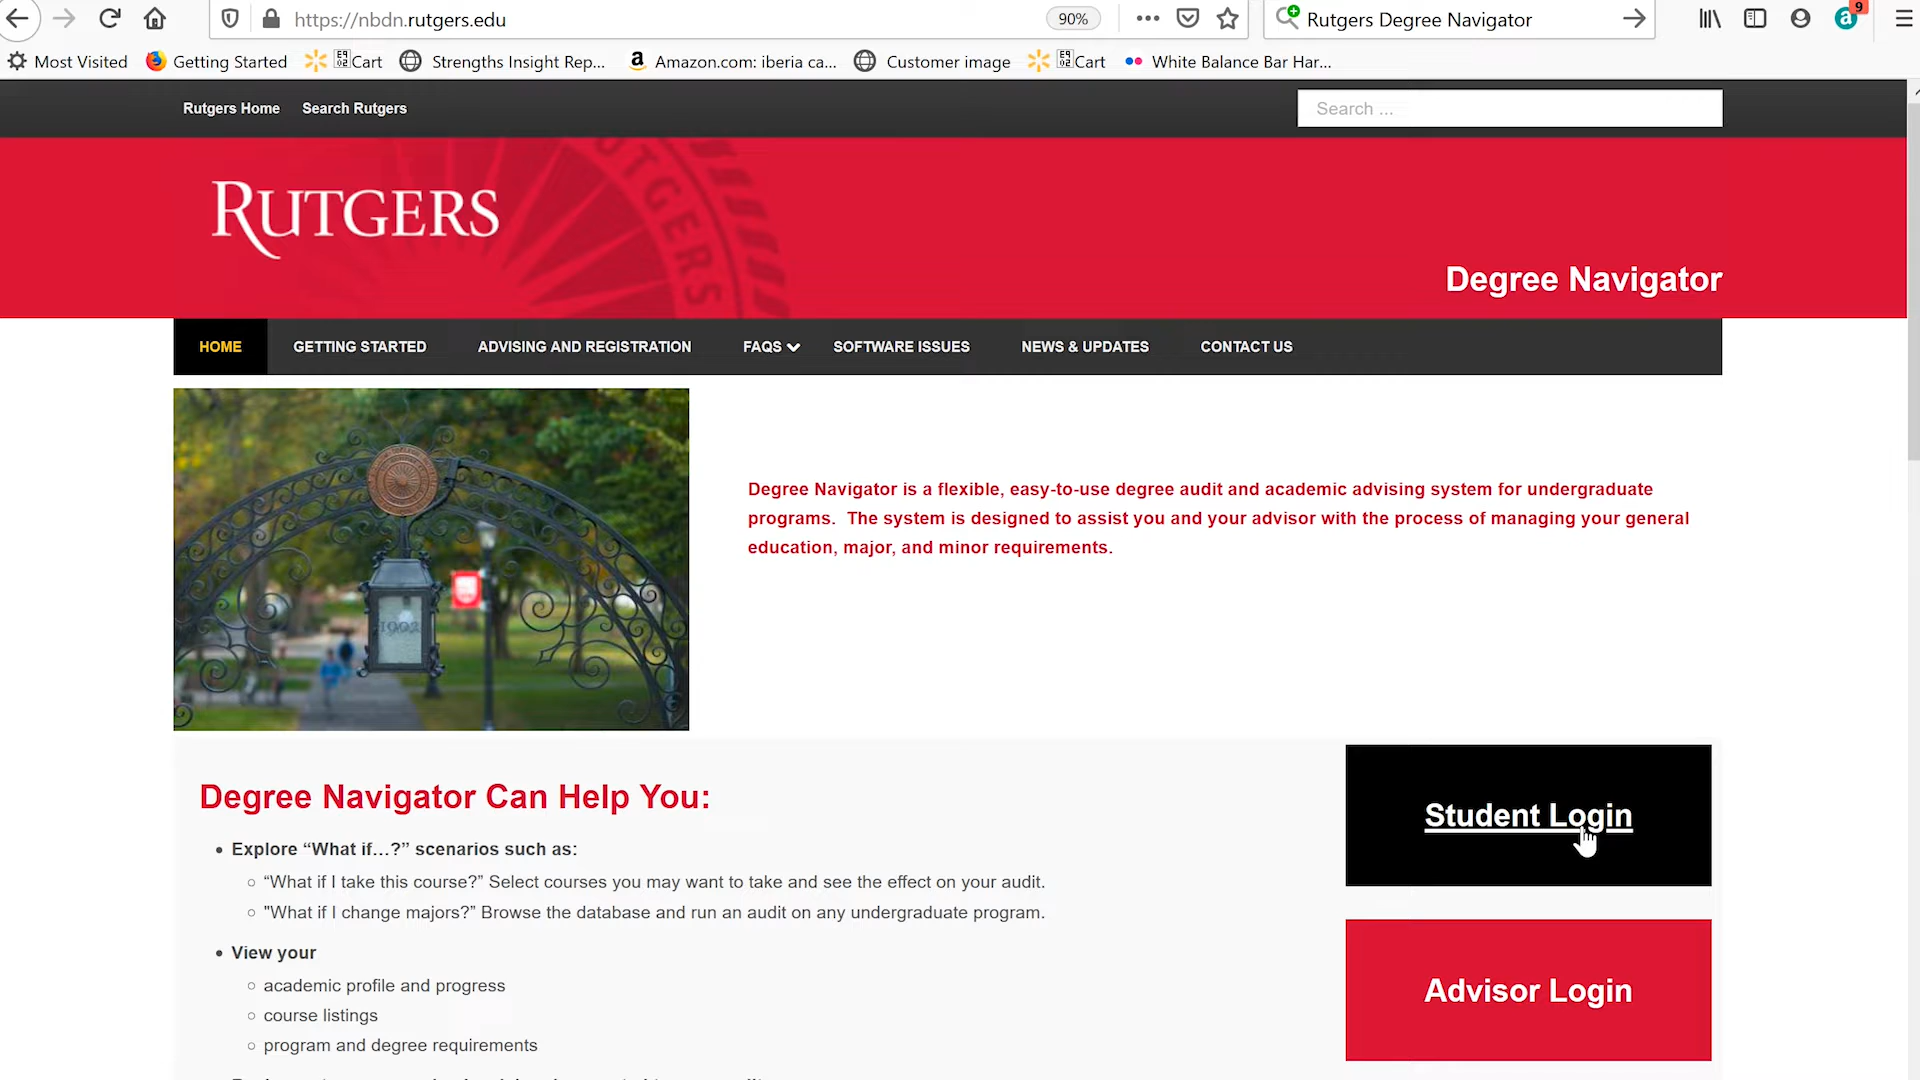 https://nbdn.rutgers.edu
90%
Rutgers Degree Navigator
9
Most Visited
Getting Started
Cart
Strengths Insight Rep...
Amazon.com: iberia ca...
Customer image
Cart
White Balance Bar Har...
Rutgers Home
Search Rutgers
Search ...
RUTGERS
RUTGERS
Degree Navigator
HOME
GETTING STARTED
ADVISING AND REGISTRATION
FAQS
SOFTWARE ISSUES
NEWS & UPDATES
CONTACT US
1902
Degree Navigator is a flexible, easy-to-use degree audit and academic advising system for undergraduate
programs. The system is designed to assist you and your advisor with the process of managing your general
education, major, and minor requirements.
Degree Navigator Can Help You:
Explore “What if…?” scenarios such as:
“What if I take this course?” Select courses you may want to take and see the effect on your audit.
"What if I change majors?” Browse the database and run an audit on any undergraduate program.
View your
academic profile and progress
course listings
program and degree requirements
Student Login
Advisor Login